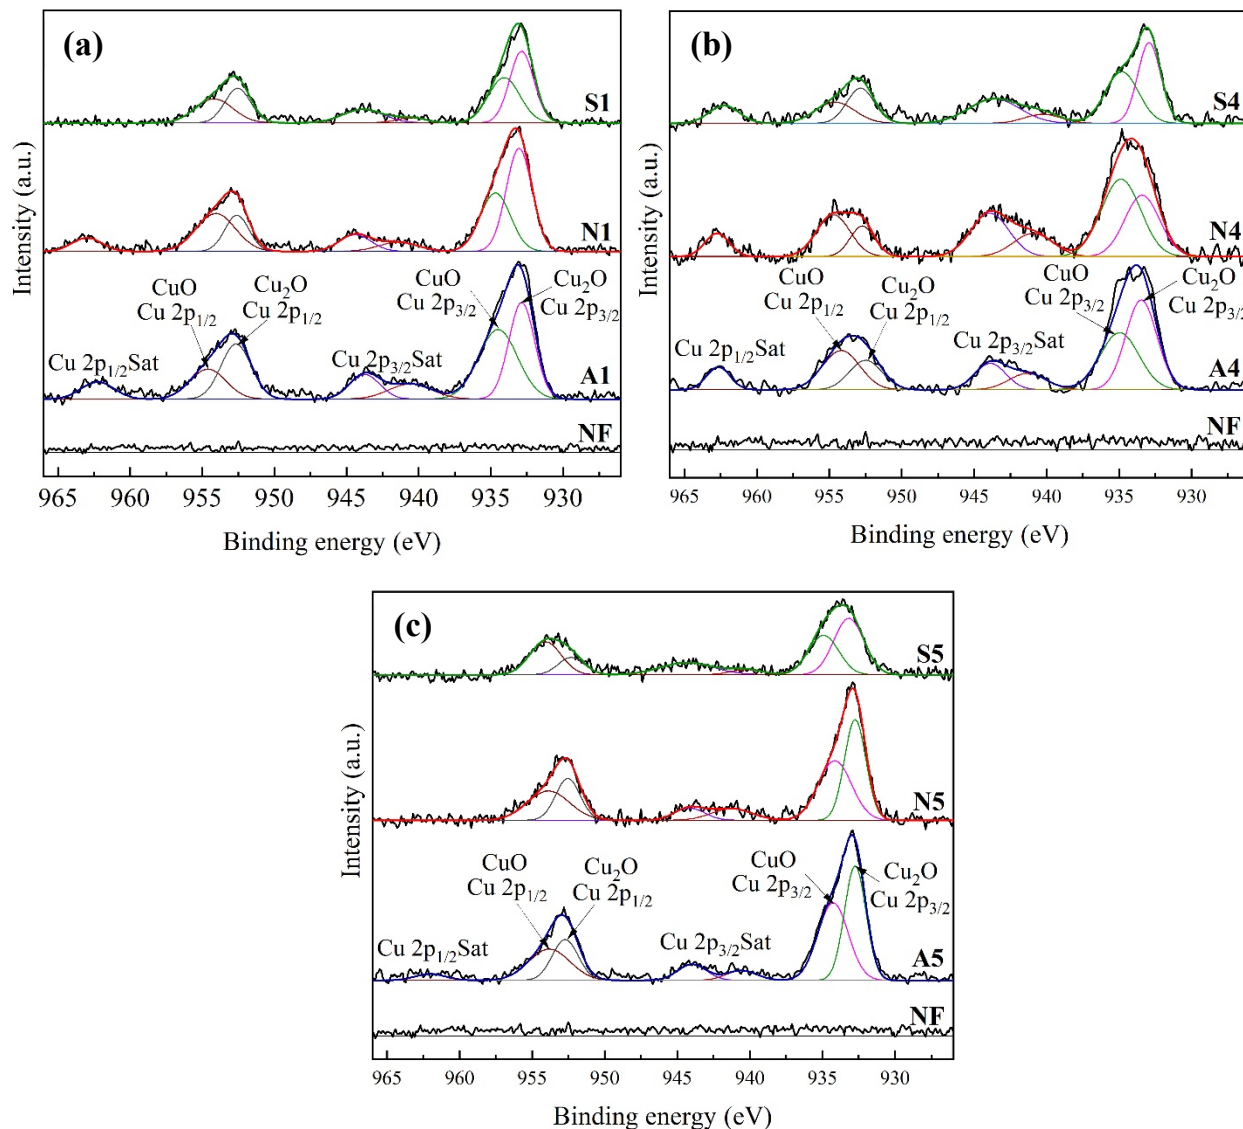 (a)
S1
N1
CuO
Cu 2p1/2
Cu2O
Cu 2p1/2
CuO
Cu 2p3/2
Cu2O
Cu 2p3/2
Cu 2p1/2Sat
Cu 2p3/2Sat
A1
NF
965 960 955 950 945 940 935 930
Binding energy (eV)
Intensity (a.u.)
(b)
S4
N4
CuO
Cu 2p1/2
Cu2O
Cu 2p1/2
CuO
Cu 2p3/2
Cu2O
Cu 2p3/2
Cu 2p1/2Sat
Cu 2p3/2Sat
A4
NF
965 960 955 950 945 940 935 930
Binding energy (eV)
Intensity (a.u.)
(c)
S5
N5
CuO
Cu 2p1/2
Cu2O
Cu 2p1/2
CuO
Cu 2p3/2
Cu2O
Cu 2p3/2
Cu 2p1/2Sat
Cu 2p3/2Sat
A5
NF
965 960 955 950 945 940 935 930
Binding energy (eV)
Intensity (a.u.)